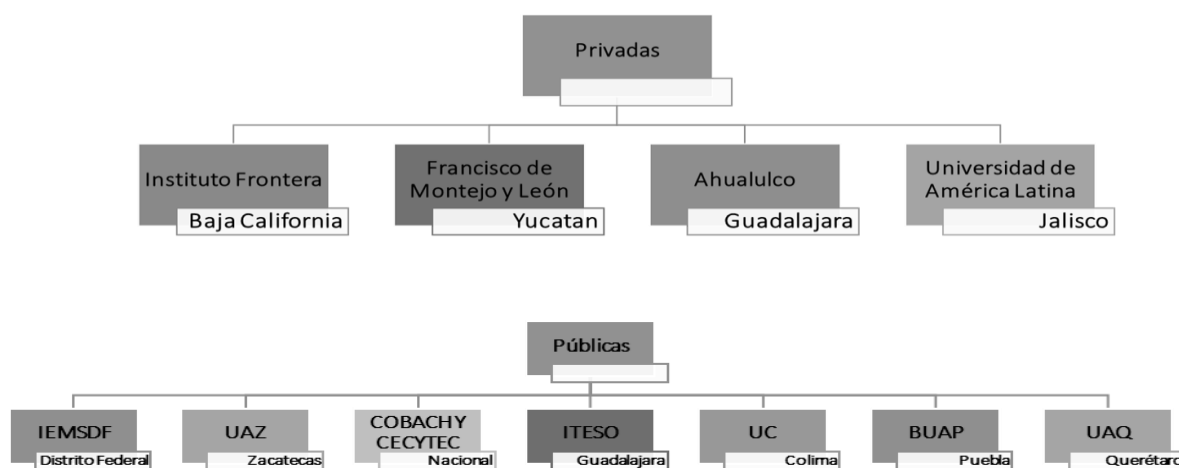 Privadas
Instituto Frontera
Baja California
Francisco de
Montejo y León
Yucatan
Ahualulco
Guadalajara
Universidad de
América Latina
Jalisco
Públicas
IEMSDF
Distrito Federal
UAZ
Zacatecas
COBACHY
CECYTEC
Nacional
ITESO
Guadalajara
UC
Colima
BUAP
Puebla
UAQ
Querétaro